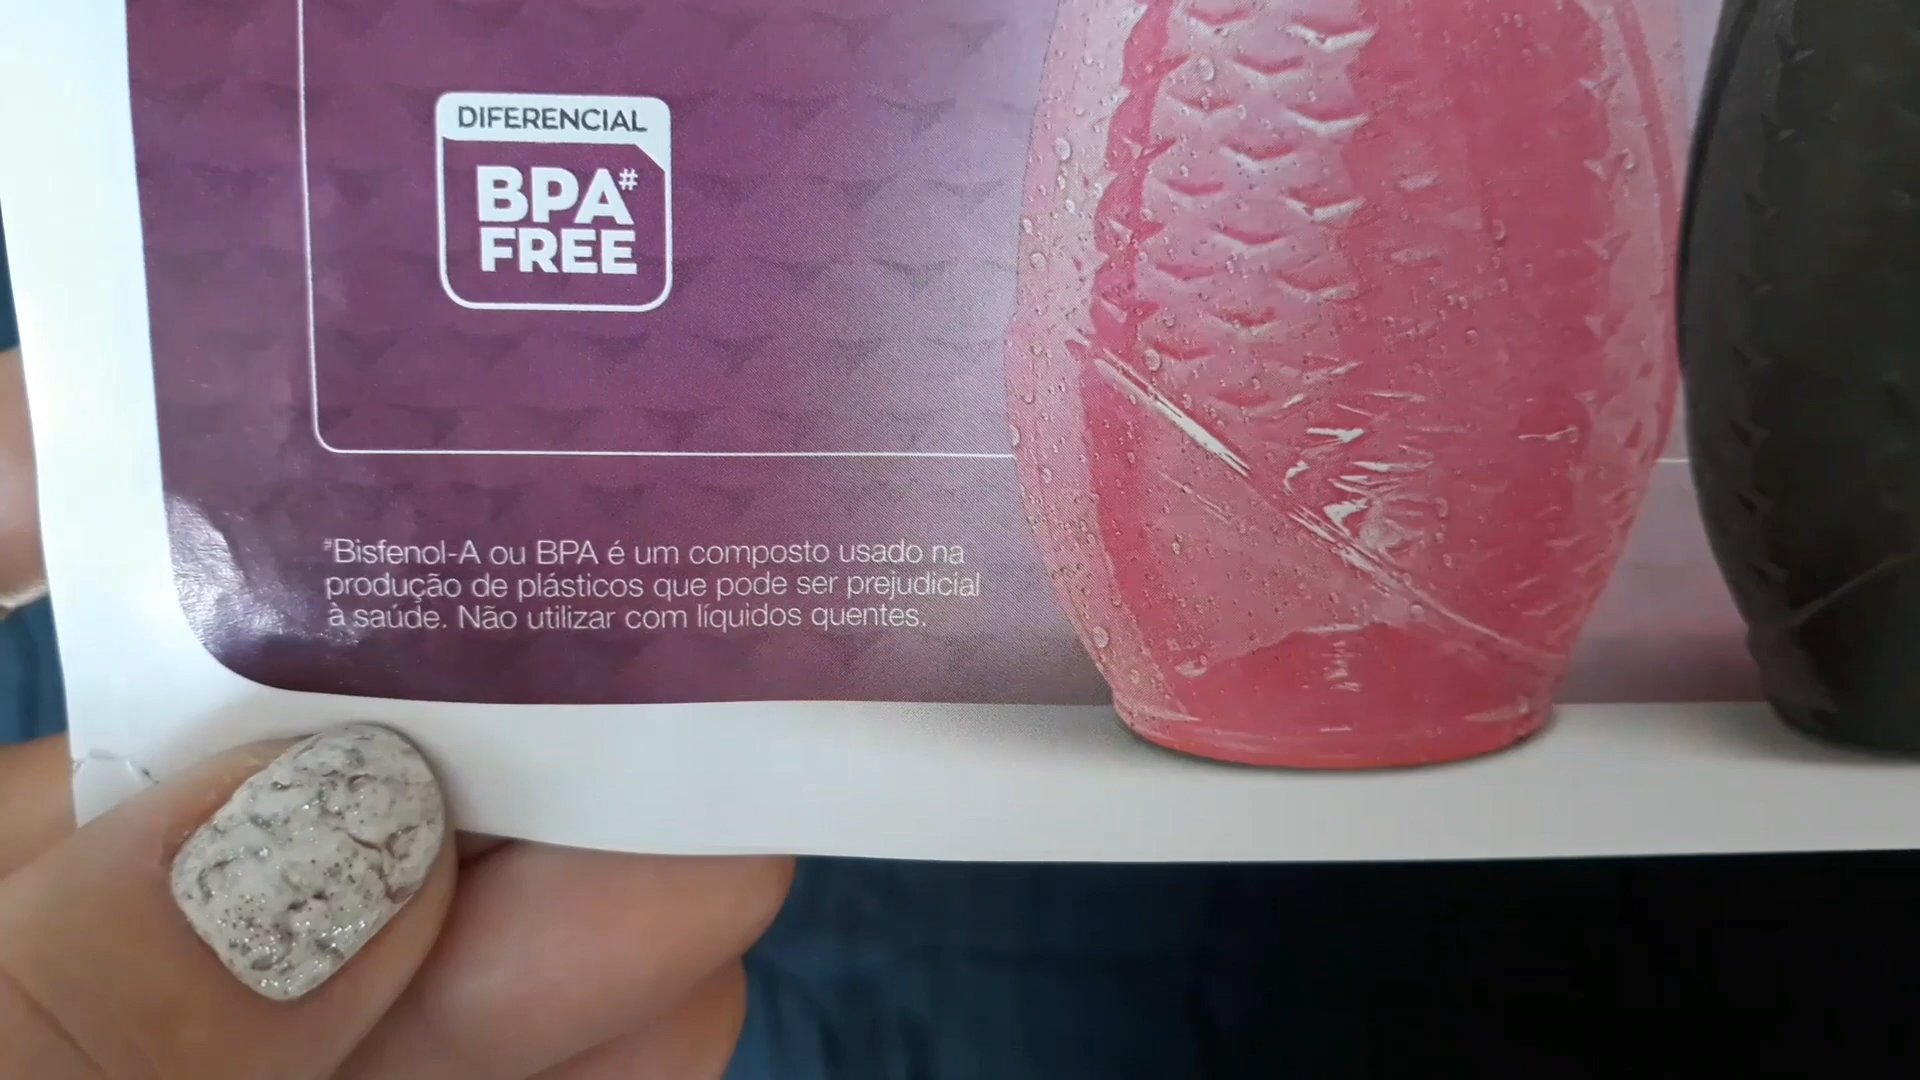 DIFERENCIAL
BPA#
FREE
#Bisfenol-A ou BPA é um composto usado na
produção de plásticos que pode ser prejudicial
à saúde. Não utilizar com líquidos quentes.